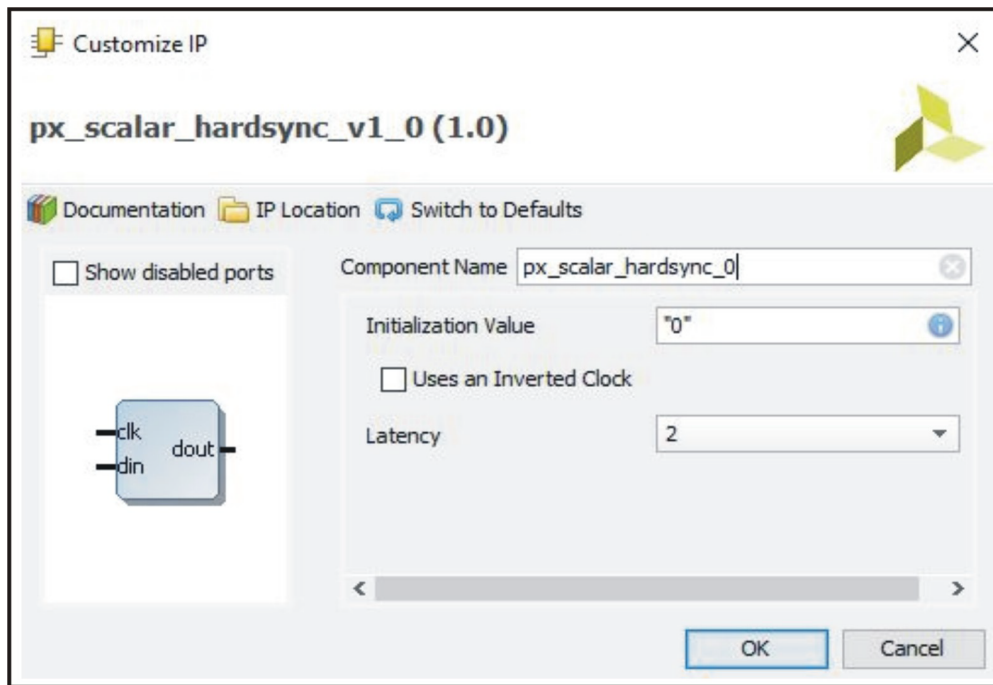 Customize IP
px_scalar_hardsync_v1_0 (1.0)
Documentation IP Location Switch to Defaults
Show disabled ports
Component Name px_scalar_hardsync_0
Initialization Value "0"
Uses an Inverted Clock
Latency 2
clk
din
dout
OK Cancel